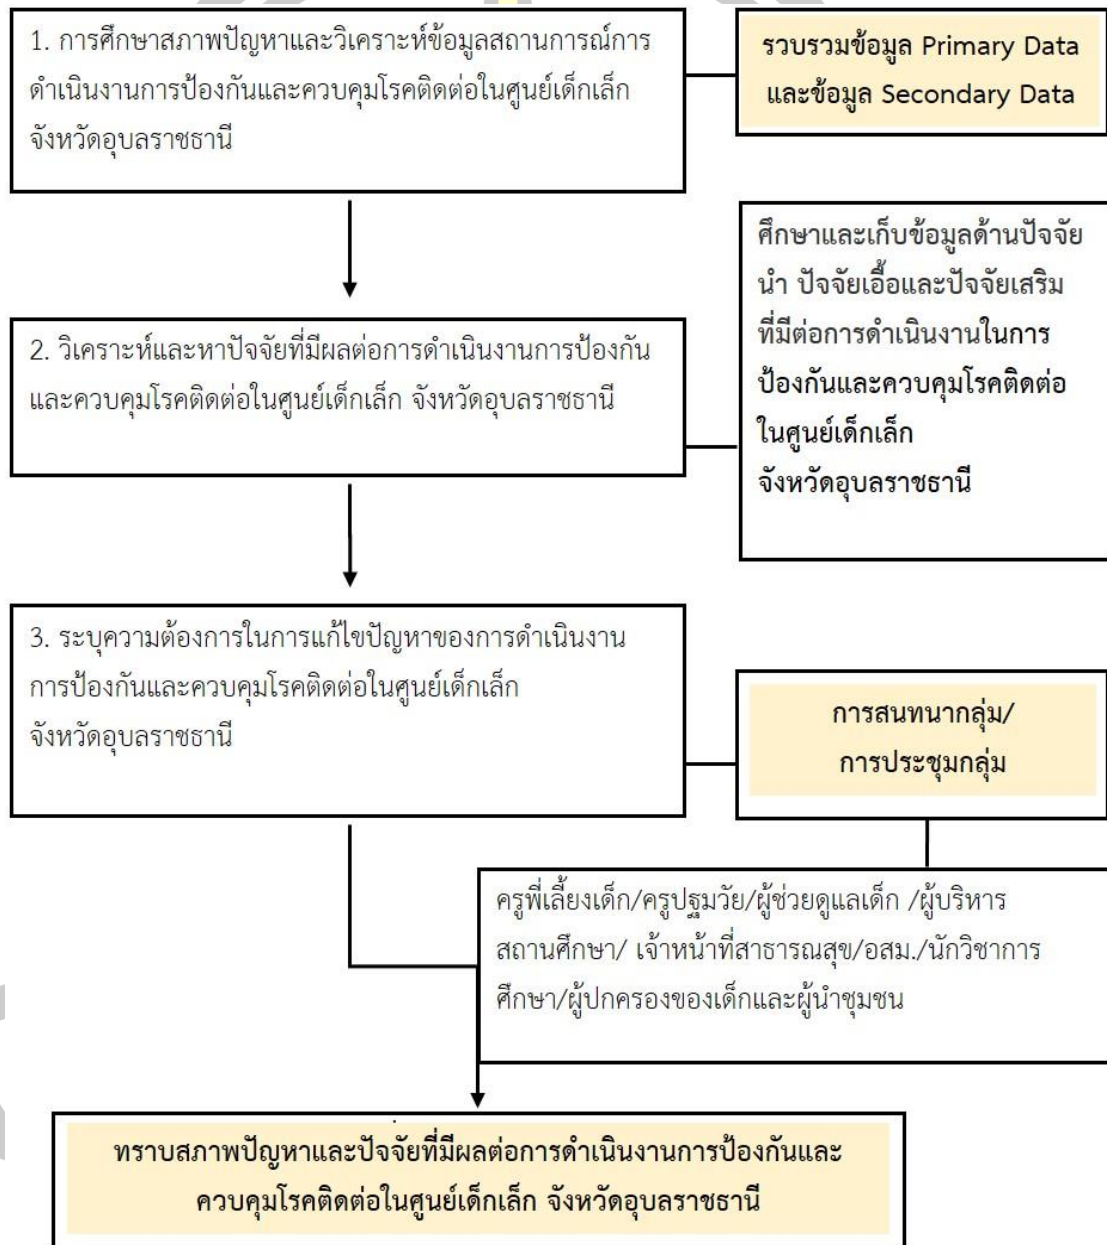 1. การศึกษาสภาพปัญหาและวิเคราะห์ข้อมูลสถานการณ์การ
ดำเนินงานการป้องกันและควบคุมโรคติดต่อในศูนย์เด็กเล็ก
จังหวัดอุบลราชธานี
รวบรวมข้อมูล Primary Data
และข้อมูล Secondary Data
ศึกษาและเก็บข้อมูลด้านปัจจัย
นำ ปัจจัยเอื้อและปัจจัยเสริม
ที่มีต่อการดำเนินงานในการ
ป้องกันและควบคุมโรคติดต่อ
ในศูนย์เด็กเล็ก
จังหวัดอุบลราชธานี
2. วิเคราะห์และหาปัจจัยที่มีผลต่อการดำเนินงานการป้องกัน
และควบคุมโรคติดต่อในศูนย์เด็กเล็ก จังหวัดอุบลราชธานี
3. ระบุความต้องการในการแก้ไขปัญหาของการดำเนินงาน
การป้องกันและควบคุมโรคติดต่อในศูนย์เด็กเล็ก
จังหวัดอุบลราชธานี
การสนทนากลุ่ม/
การประชุมกลุ่ม
ครูพี่เลี้ยงเด็ก/ครูปฐมวัย/ผู้ช่วยดูแลเด็ก /ผู้บริหาร
สถานศึกษา/ เจ้าหน้าที่สาธารณสุข/อสม./นักวิชาการ
ศึกษา/ผู้ปกครองของเด็กและผู้นำชุมชน
ทราบสภาพปัญหาและปัจจัยที่มีผลต่อการดำเนินงานการป้องกันและ
ควบคุมโรคติดต่อในศูนย์เด็กเล็ก จังหวัดอุบลราชธานี